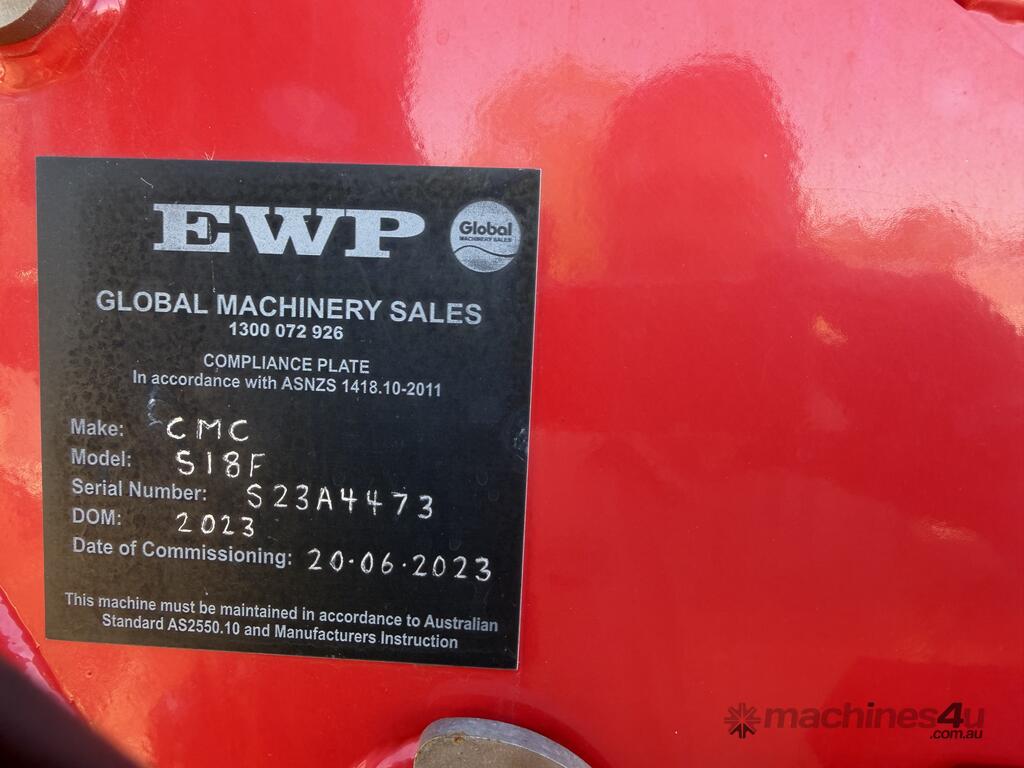 EWP
Global
MACHINERY SALES
GLOBAL MACHINERY SALES
1300 072 926
COMPLIANCE PLATE
In accordance with ASNZS 1418.10-2011
Make: CMC
Model: S18F
Serial Number: S23A4473
DOM: 2023
Date of Commissioning: 20.06.2023
This machine must be maintained in accordance to Australian
Standard AS2550.10 and Manufacturers Instruction
machines4u
.com.au